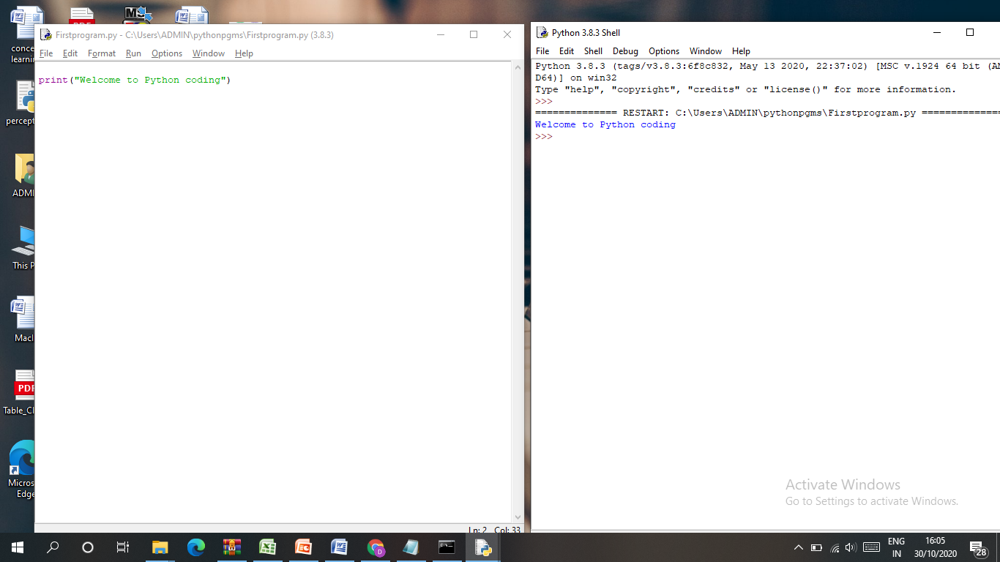 conce
learnin
PDF
percept
ADMI
This P
Macl
PDF
Table_Cl
Micros
Edge
Firstprogram.py - C:\Users\ADMIN\pythonpgms\Firstprogram.py (3.8.3)
File Edit Format Run Options Window Help
print("Welcome to Python coding")
Ln: 2 Col: 33
Python 3.8.3 Shell
File Edit Shell Debug Options Window Help
Python 3.8.3 (tags/v3.8.3:6f8c832, May 13 2020, 22:37:02) [MSC v.1924 64 bit (AM
D64)] on win32
Type "help", "copyright", "credits" or "license()" for more information.
>>>
============== RESTART: C:\Users\ADMIN\pythonpgms\Firstprogram.py ==============
Welcome to Python coding
>>>
Activate Windows
Go to Settings to activate Windows.
ENG
IN
16:05
30/10/2020
28